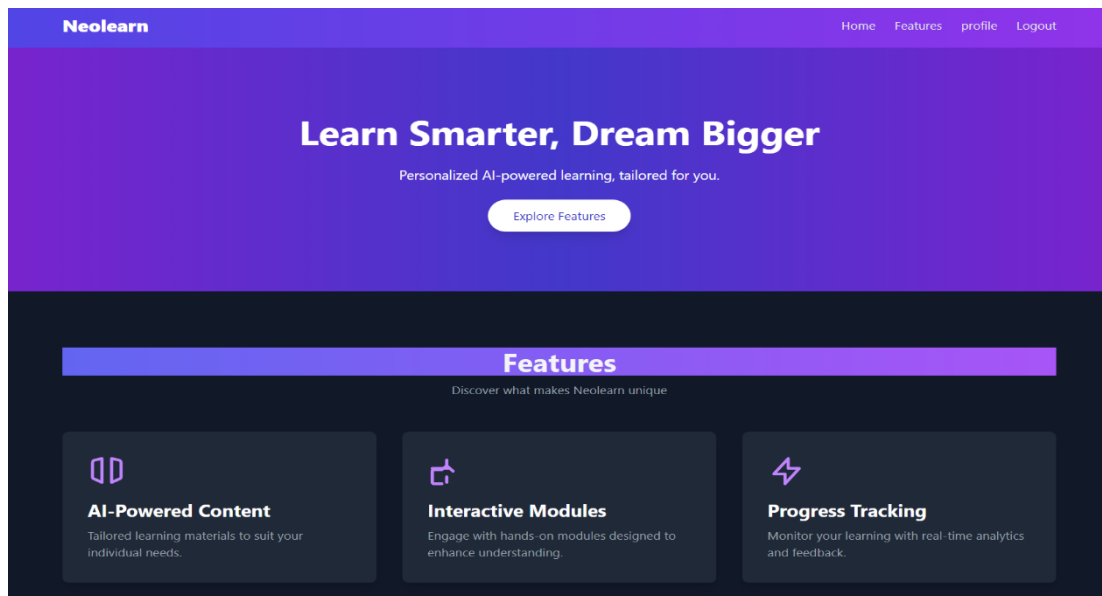 Neolearn
Home Features profile Logout
Learn Smarter, Dream Bigger
Personalized AI-powered learning, tailored for you.
Explore Features
Features
Discover what makes Neolearn unique
AI-Powered Content
Tailored learning materials to suit your
individual needs.
Interactive Modules
Engage with hands-on modules designed to
enhance understanding.
Progress Tracking
Monitor your learning with real-time analytics
and feedback.